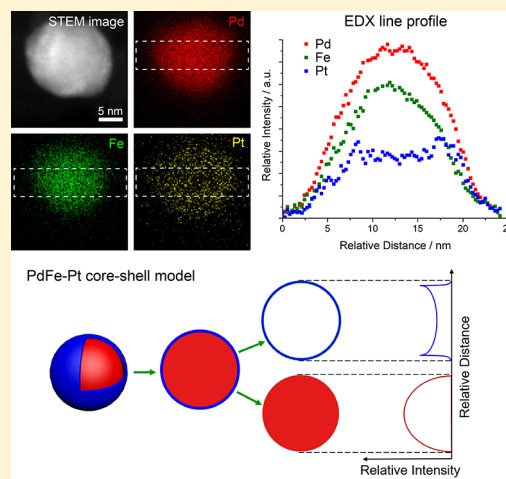 STEM image
5 nm
Pd
Fe
Pt
EDX line profile
Pd
Fe
Pt
Relative Intensity / a.u.
0 5 10 15 20 25
Relative Distance / nm
PdFe-Pt core-shell model
Relative Distance
Relative Intensity